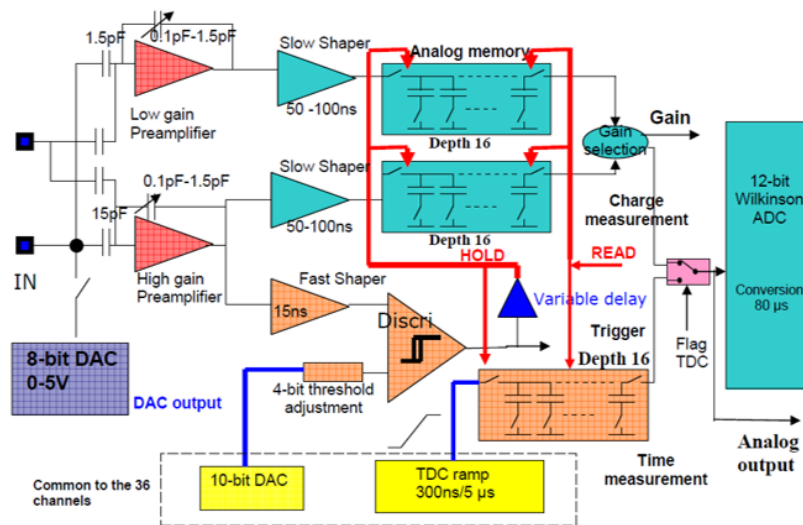 1.5pF
0.1pF-1.5pF
Low gain
Preamplifier
Slow Shaper
50 -100ns
Analog memory
Depth 16
Gain
selection
Gain
12-bit
Wilkinson
ADC
Conversion
80 µs
0.1pF-1.5pF
15pF
IN
High gain
Preamplifier
Slow Shaper
50-100ns
Depth 16
Charge
measurement
HOLD
READ
Fast Shaper
15ns
Discri
Variable delay
Trigger
Flag
TDC
8-bit DAC
0-5V
DAC output
4-bit threshold
adjustment
Depth 16
Time
measurement
Analog
output
Common to the 36
channels
10-bit DAC
TDC ramp
300ns/5 µs